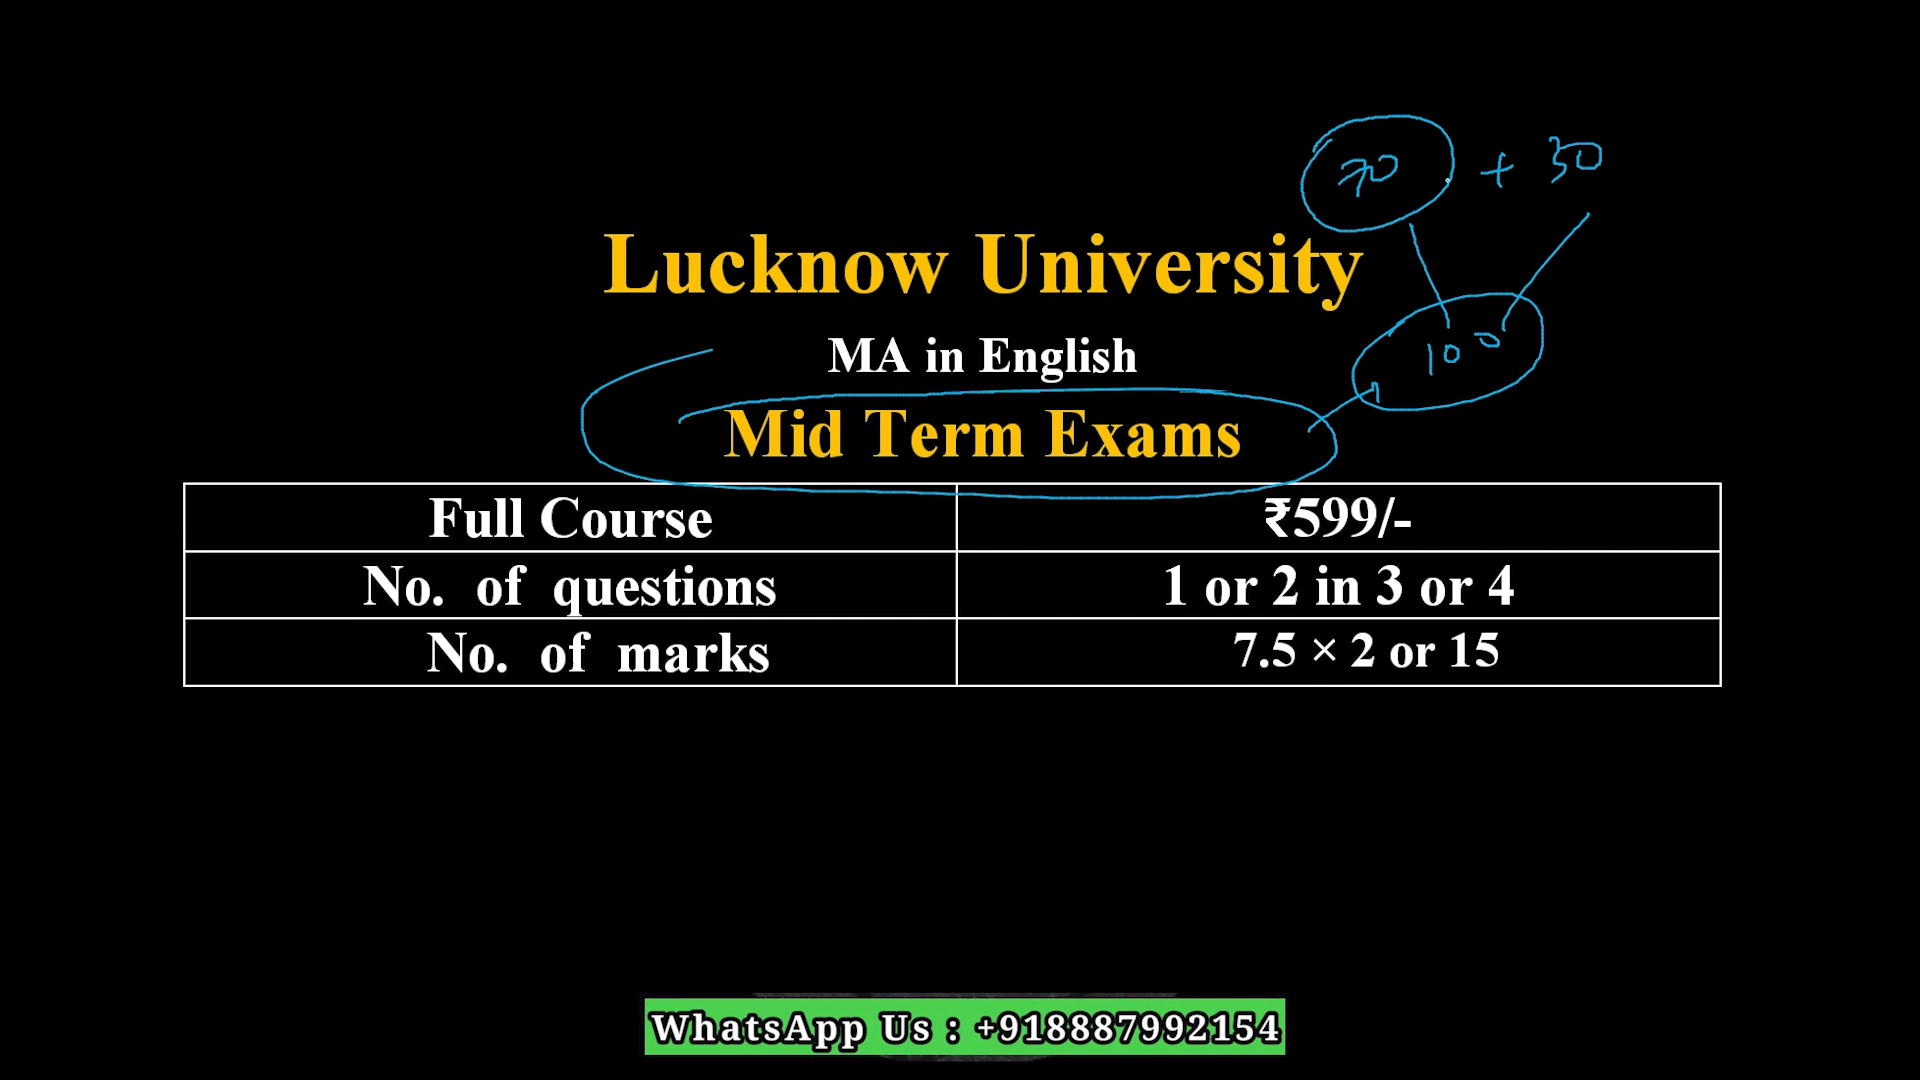 70 + 30
Lucknow University
100
MA in English
Mid Term Exams
Full Course ₹599/-
No. of questions 1 or 2 in 3 or 4
No. of marks 7.5 × 2 or 15
WhatsApp Us : +918887992154